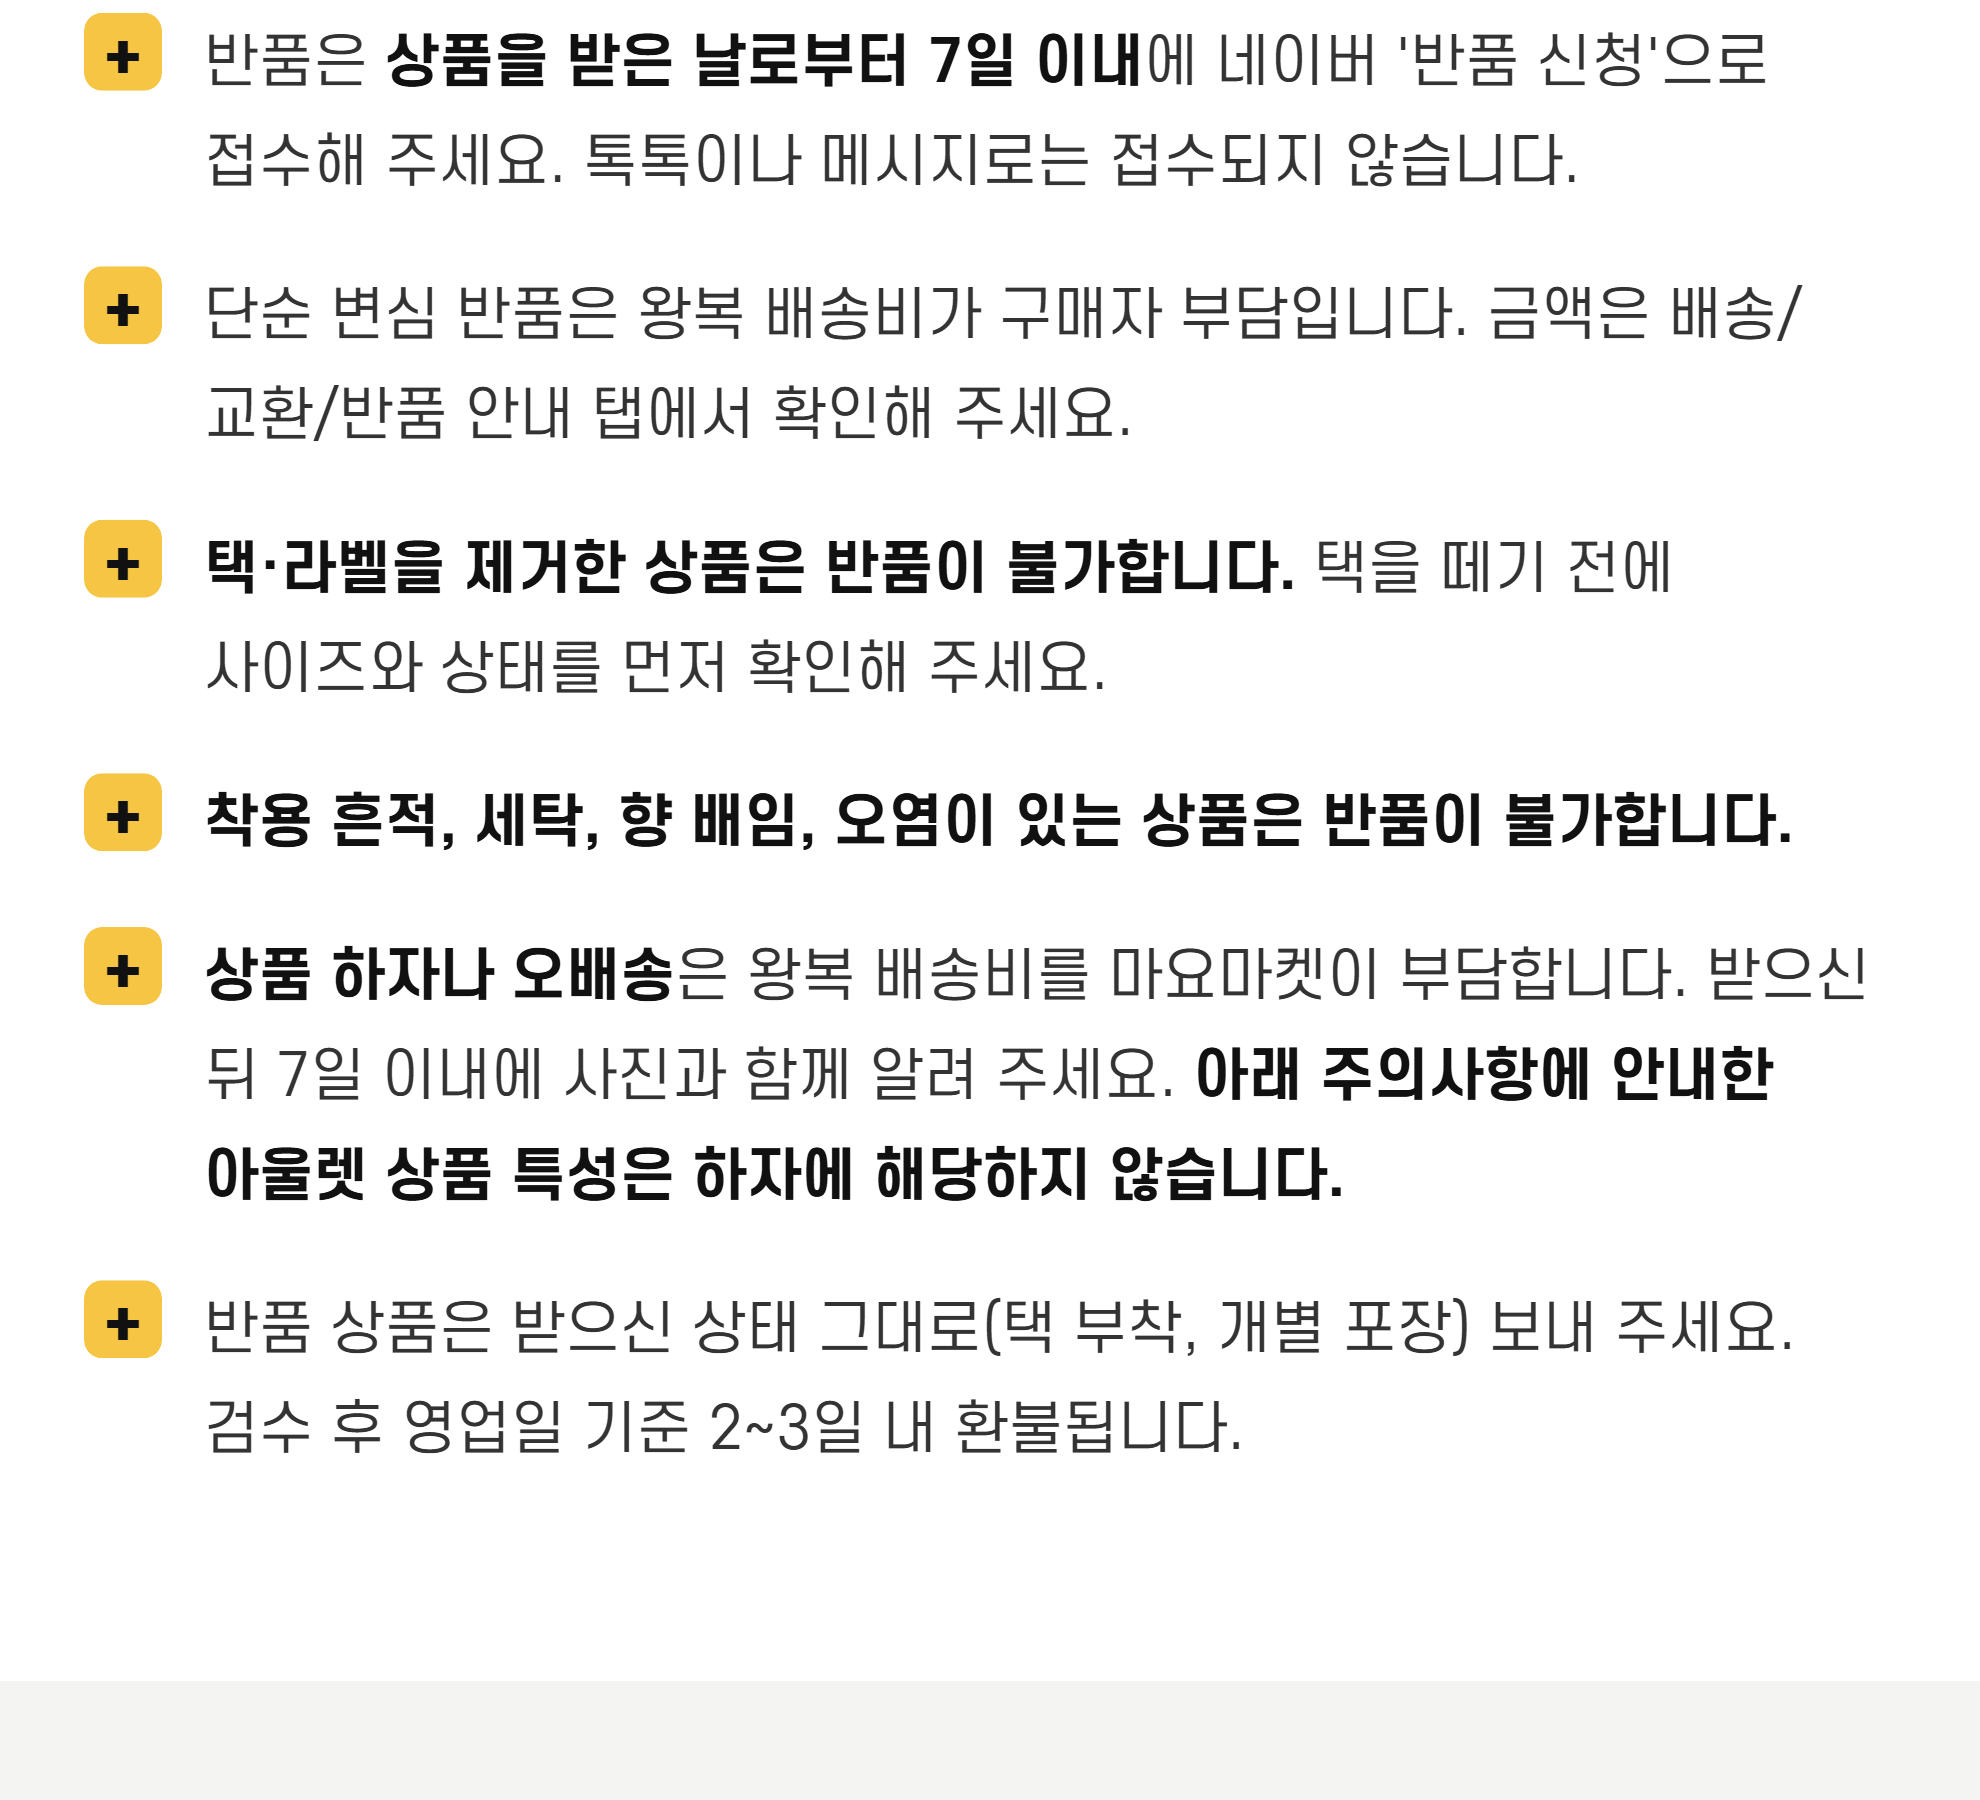 + 반품은 상품을 받은 날로부터 7일 이내에 네이버 '반품 신청'으로
접수해 주세요. 톡톡이나 메시지로는 접수되지 않습니다.
+ 단순 변심 반품은 왕복 배송비가 구매자 부담입니다. 금액은 배송/
교환/반품 안내 탭에서 확인해 주세요.
+ 택·라벨을 제거한 상품은 반품이 불가합니다. 택을 떼기 전에
사이즈와 상태를 먼저 확인해 주세요.
+ 착용 흔적, 세탁, 향 배임, 오염이 있는 상품은 반품이 불가합니다.
+ 상품 하자나 오배송은 왕복 배송비를 마요마켓이 부담합니다. 받으신
뒤 7일 이내에 사진과 함께 알려 주세요. 아래 주의사항에 안내한
아울렛 상품 특성은 하자에 해당하지 않습니다.
+ 반품 상품은 받으신 상태 그대로(택 부착, 개별 포장) 보내 주세요.
검수 후 영업일 기준 2~3일 내 환불됩니다.